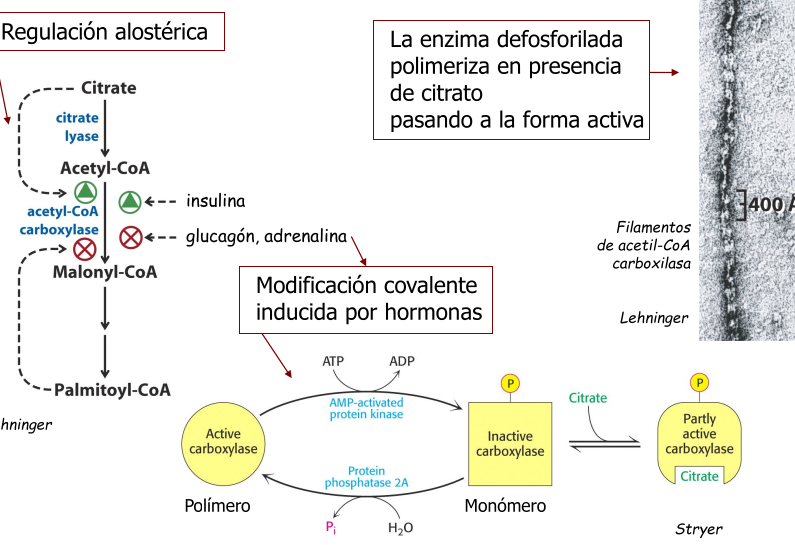 Regulación alostérica
La enzima defosforilada
polimeriza en presencia
de citrato
pasando a la forma activa
Citrate
citrate
lyase
Acetyl-CoA
insulina
acetyl-CoA
carboxylase
glucagón, adrenalina
Malonyl-CoA
Palmitoyl-CoA
hninger
400 Å
Filamentos
de acetil-CoA
carboxilasa
Lehninger
Modificación covalente
inducida por hormonas
ATP
ADP
AMP-activated
protein kinase
Active
carboxylase
Polímero
Protein
phosphatase 2A
Pi
H₂O
P
Inactive
carboxylase
Monómero
Citrate
P
Partly
active
carboxylase
Citrate
Stryer